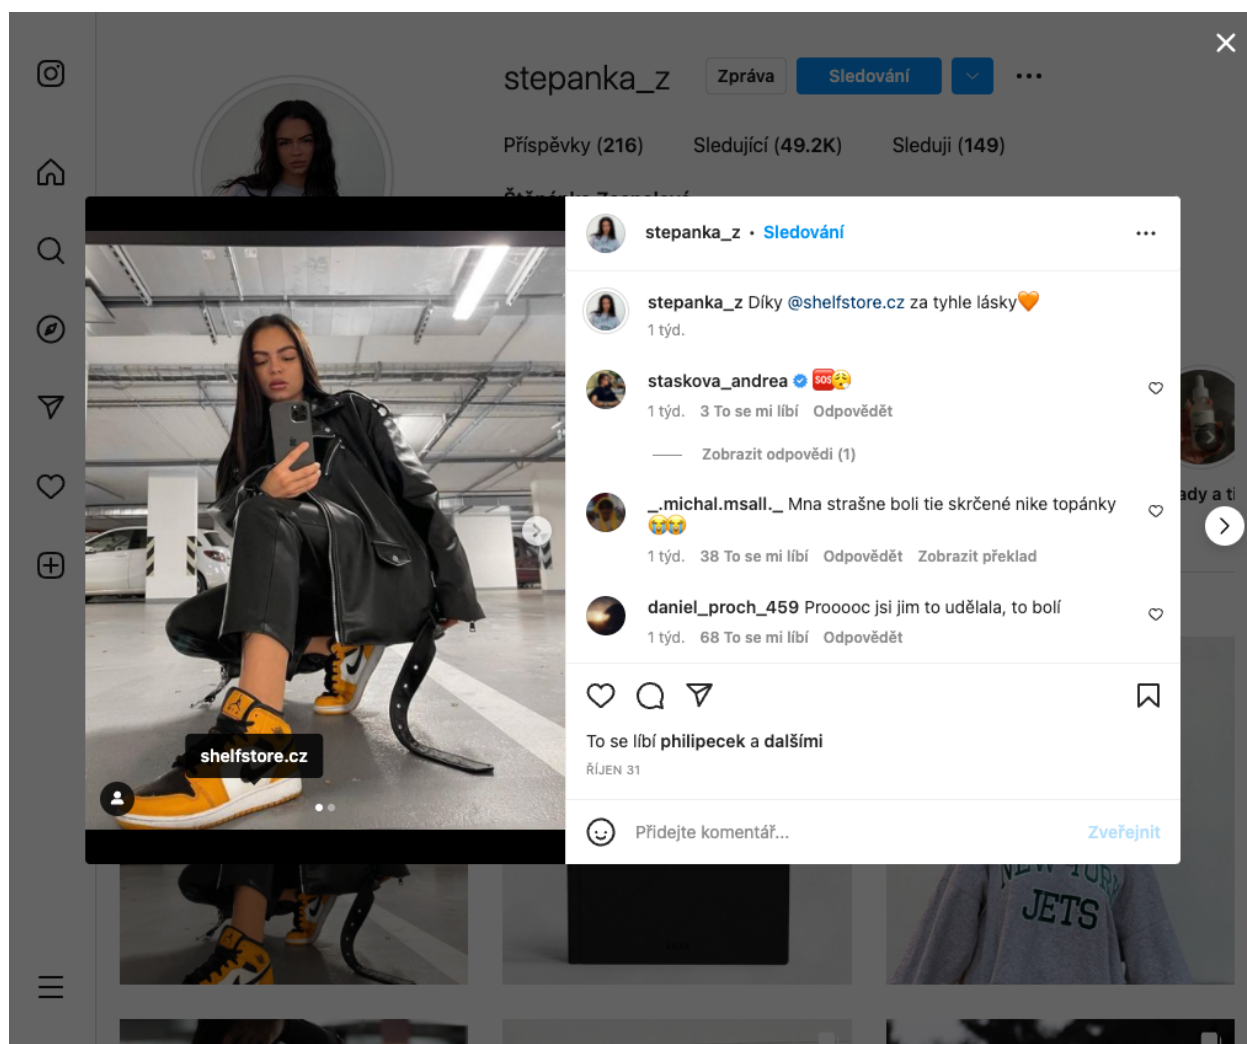 stepanka_z
Zpráva
Sledování
Příspěvky (216)
Sledující (49.2K)
Sleduji (149)
stepanka_z • Sledování
stepanka_z Díky @shelfstore.cz za tyhle lásky🧡
1 týd.
staskova_andrea 🆘😮‍💨
1 týd. 3 To se mi líbí Odpovědět
Zobrazit odpovědi (1)
_.michal.msall._ Mna strašne boli tie skrčené nike topánky
😭😭
1 týd. 38 To se mi líbí Odpovědět Zobrazit překlad
daniel_proch_459 Prooooc jsi jim to udělala, to bolí
1 týd. 68 To se mi líbí Odpovědět
To se líbí philipecek a dalšími
ŘÍJEN 31
Přidejte komentář...
Zveřejnit
shelfstore.cz
ady a ti
NEW YORK
JETS